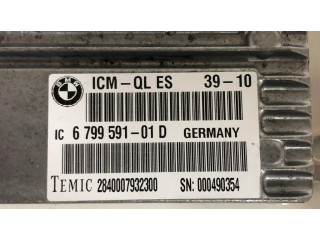 BMW
ICM-QL ES 39-10
IC 6 799 591-01 D GERMANY
TEMIC 2840007932300 SN: 000490354